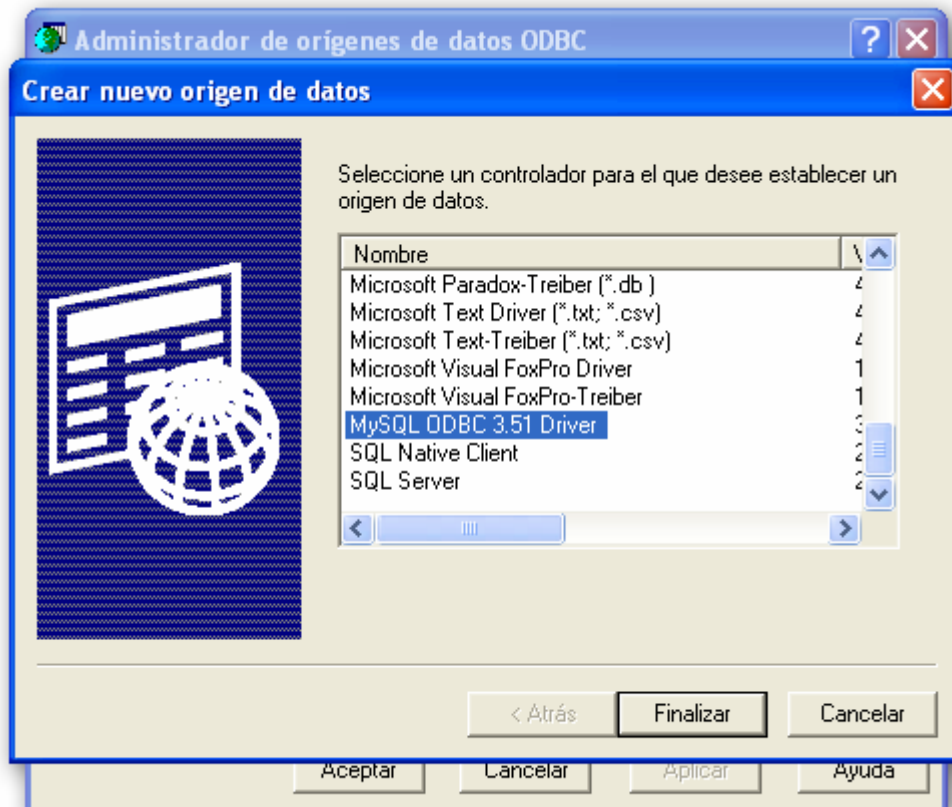 Administrador de orígenes de datos ODBC
Crear nuevo origen de datos
Seleccione un controlador para el que desee establecer un
origen de datos.
Nombre
Microsoft Paradox-Treiber (*.db )
Microsoft Text Driver (*.txt; *.csv)
Microsoft Text-Treiber (*.txt; *.csv)
Microsoft Visual FoxPro Driver
Microsoft Visual FoxPro-Treiber
MySQL ODBC 3.51 Driver
SQL Native Client
SQL Server
< Atrás Finalizar Cancelar
Aceptar Cancelar Aplicar Ayuda